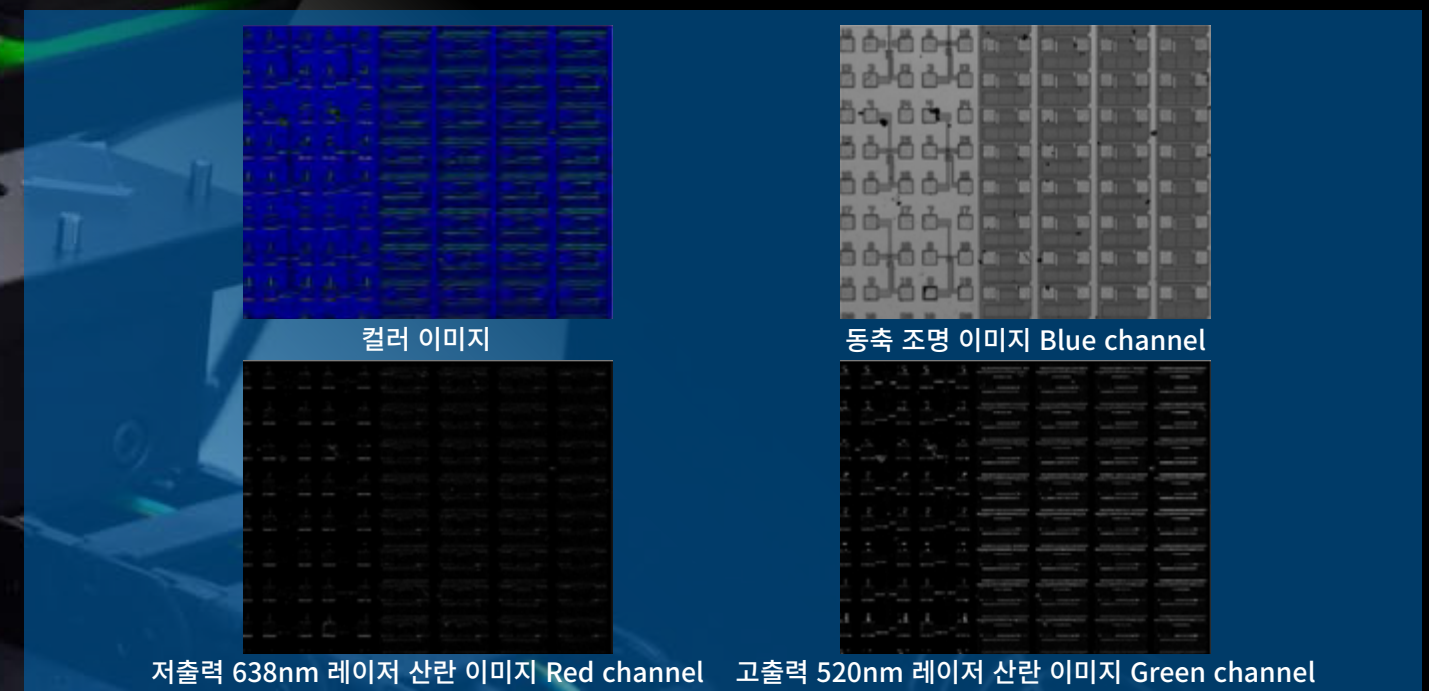 컬러 이미지
동축 조명 이미지 Blue channel
저출력 638nm 레이저 산란 이미지 Red channel
고출력 520nm 레이저 산란 이미지 Green channel